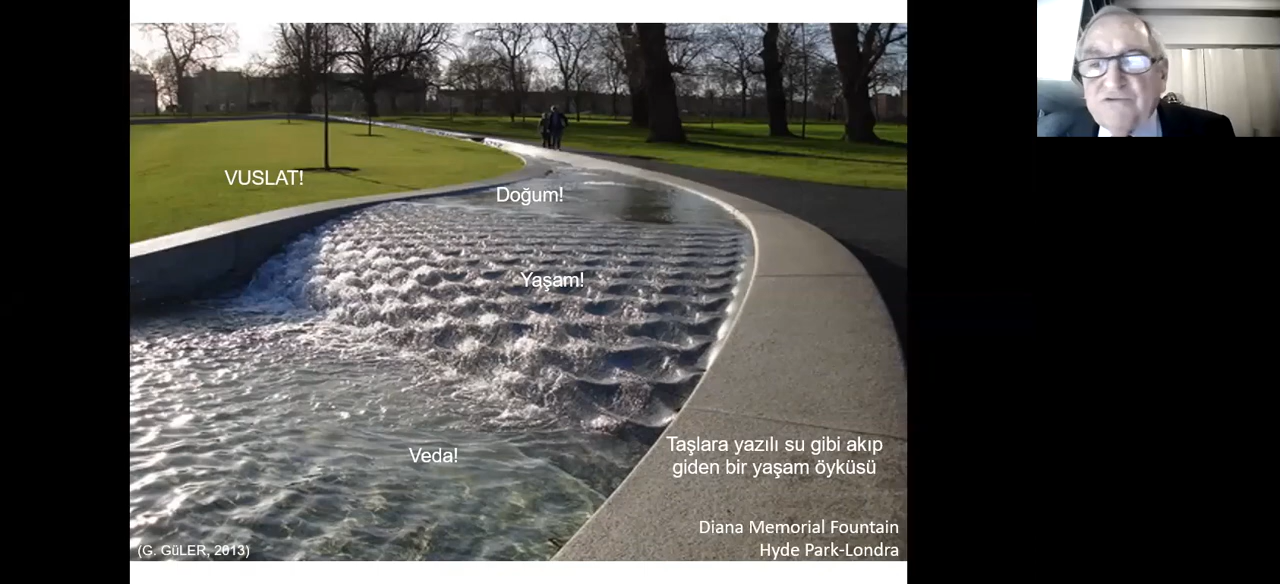 VUSLAT!
Doğum!
Yaşam!
Veda!
Taşlara yazılı su gibi akıp
giden bir yaşam öyküsü
Diana Memorial Fountain
Hyde Park-Londra
(G. GüLER, 2013)